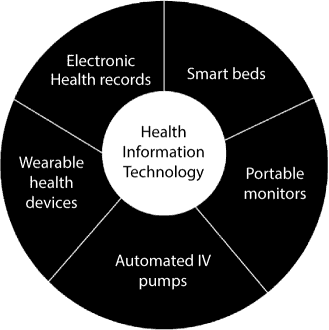 Electronic
Health records
Smart beds
Health
Information
Technology
Wearable
health
devices
Portable
monitors
Automated IV
pumps